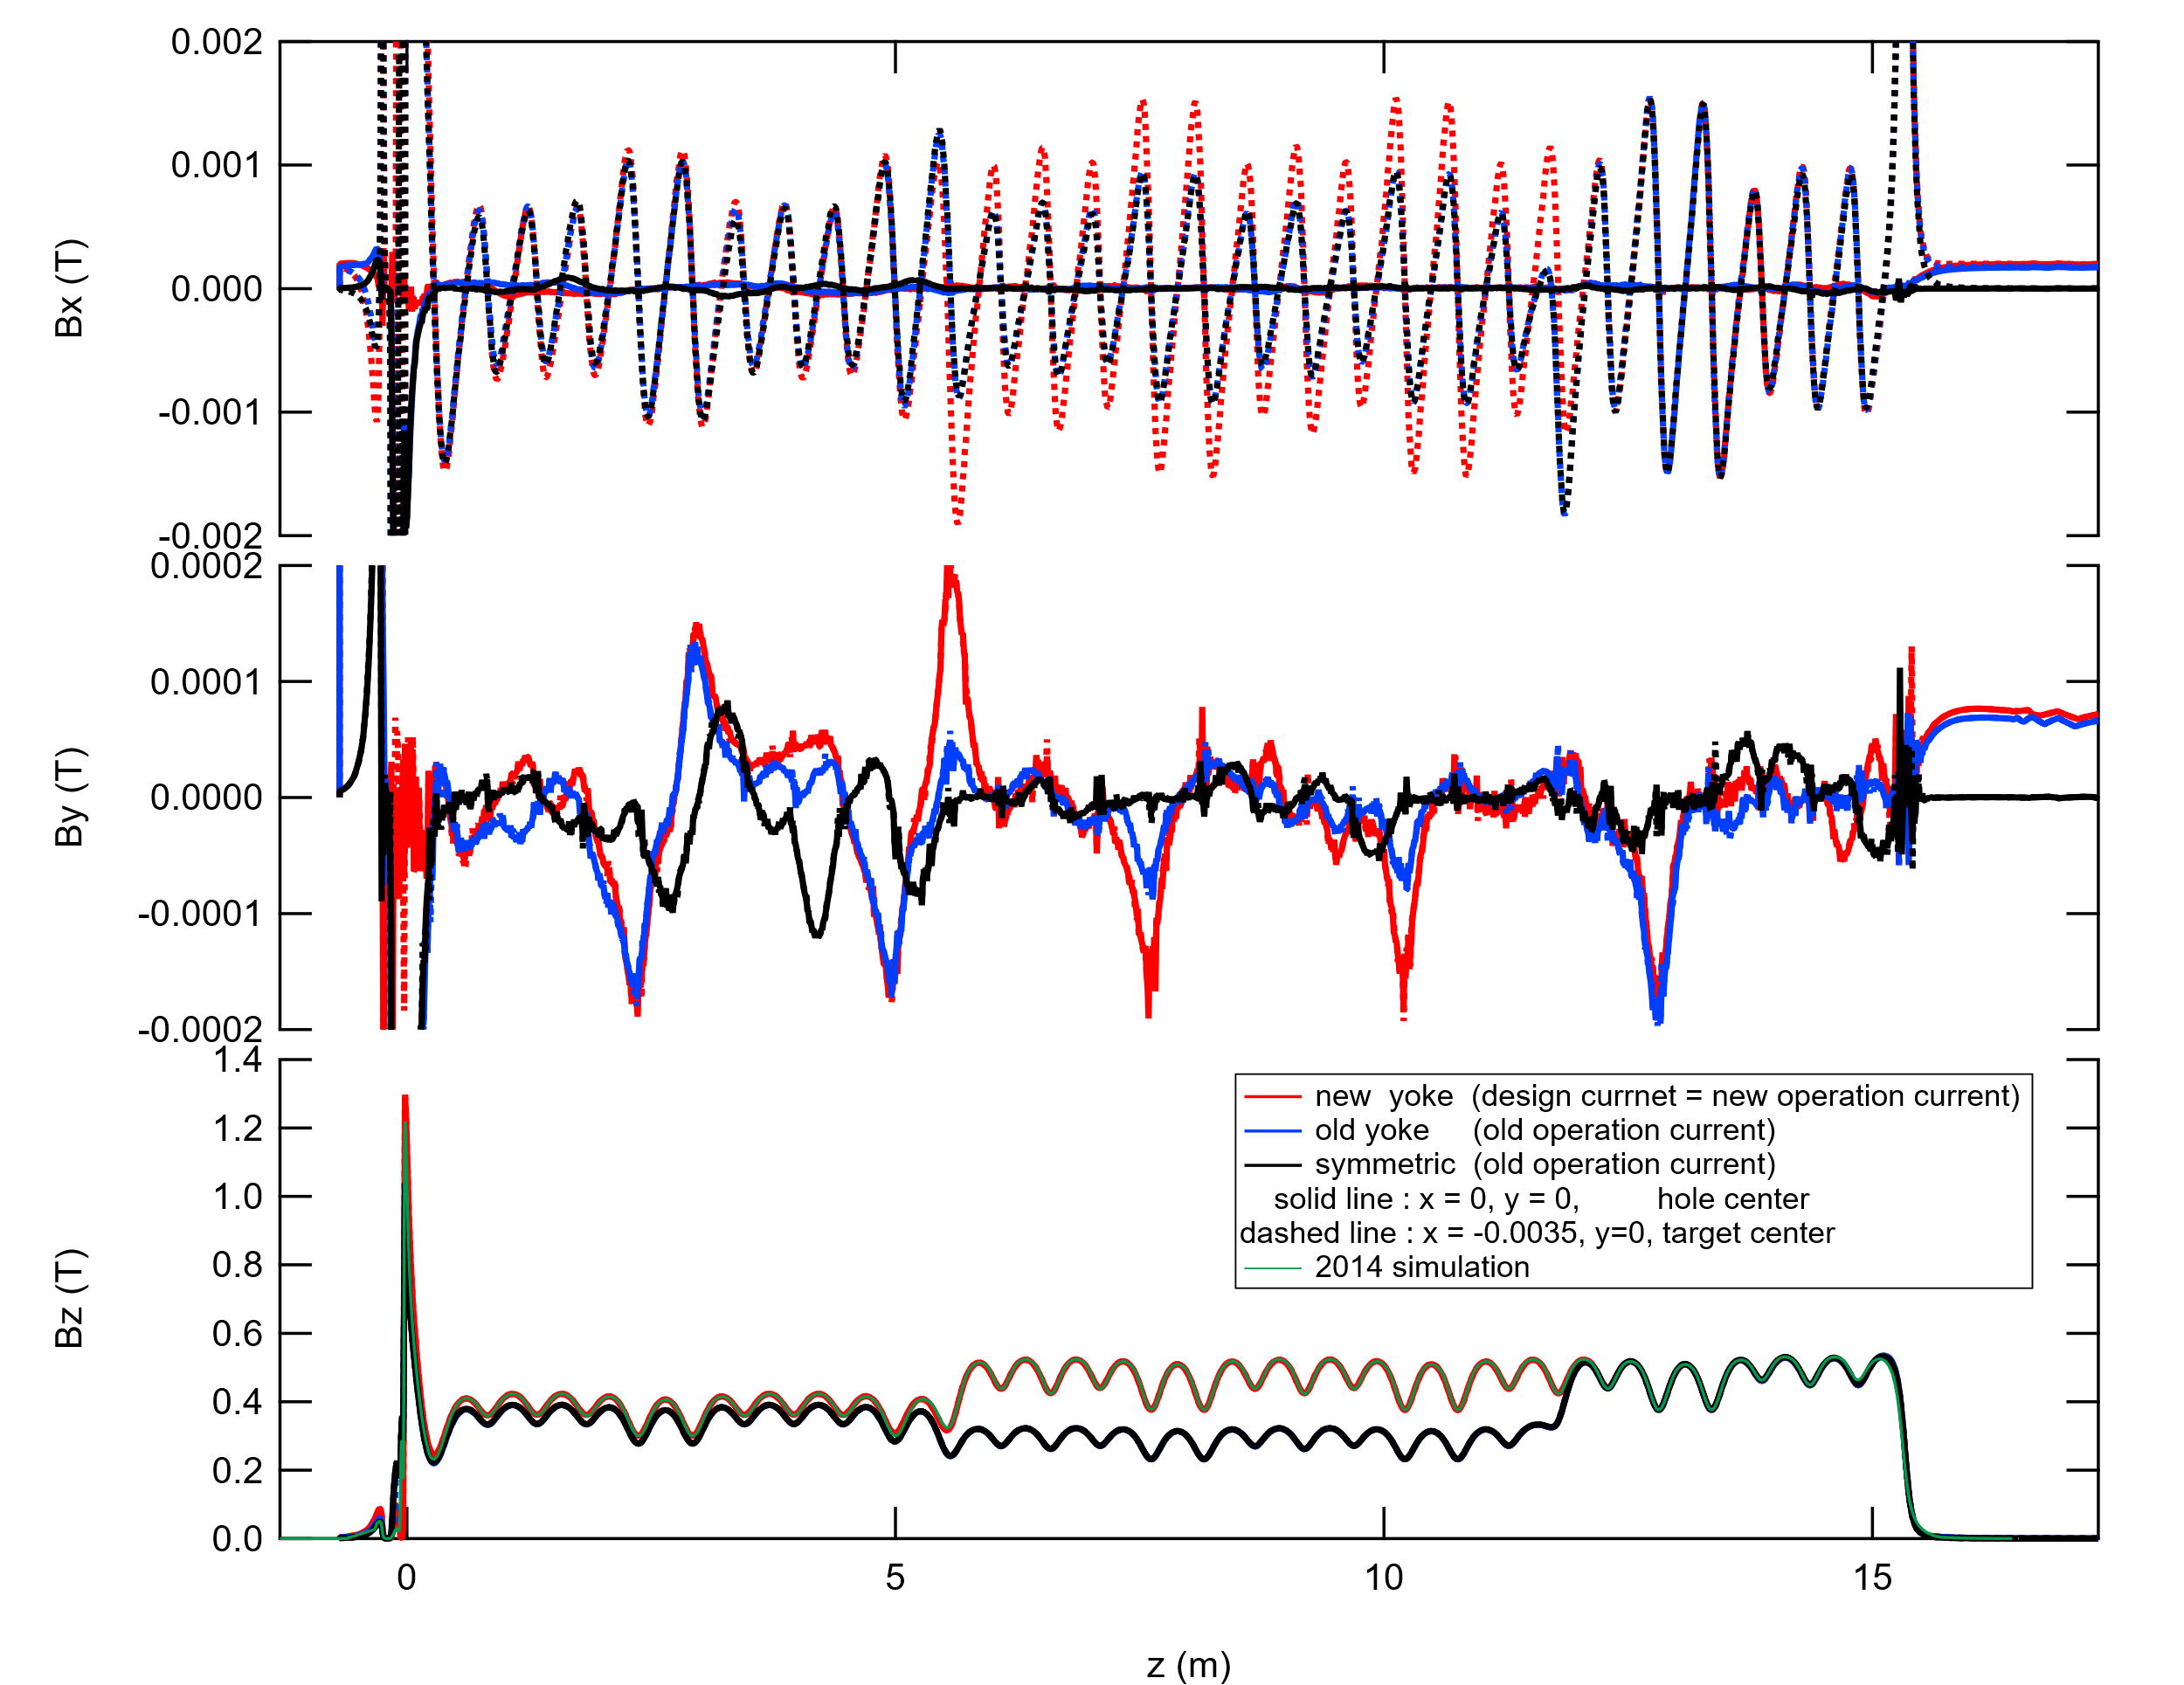 0.002
0.001
0.000
-0.001
-0.002
Bx (T)
0.0002
0.0001
0.0000
-0.0001
-0.0002
By (T)
1.4
1.2
1.0
0.8
0.6
0.4
0.2
0.0
Bz (T)
new yoke (design currnet = new operation current)
old yoke (old operation current)
symmetric (old operation current)
solid line : x = 0, y = 0, hole center
dashed line : x = -0.0035, y=0, target center
2014 simulation
0 5 10 15
z (m)